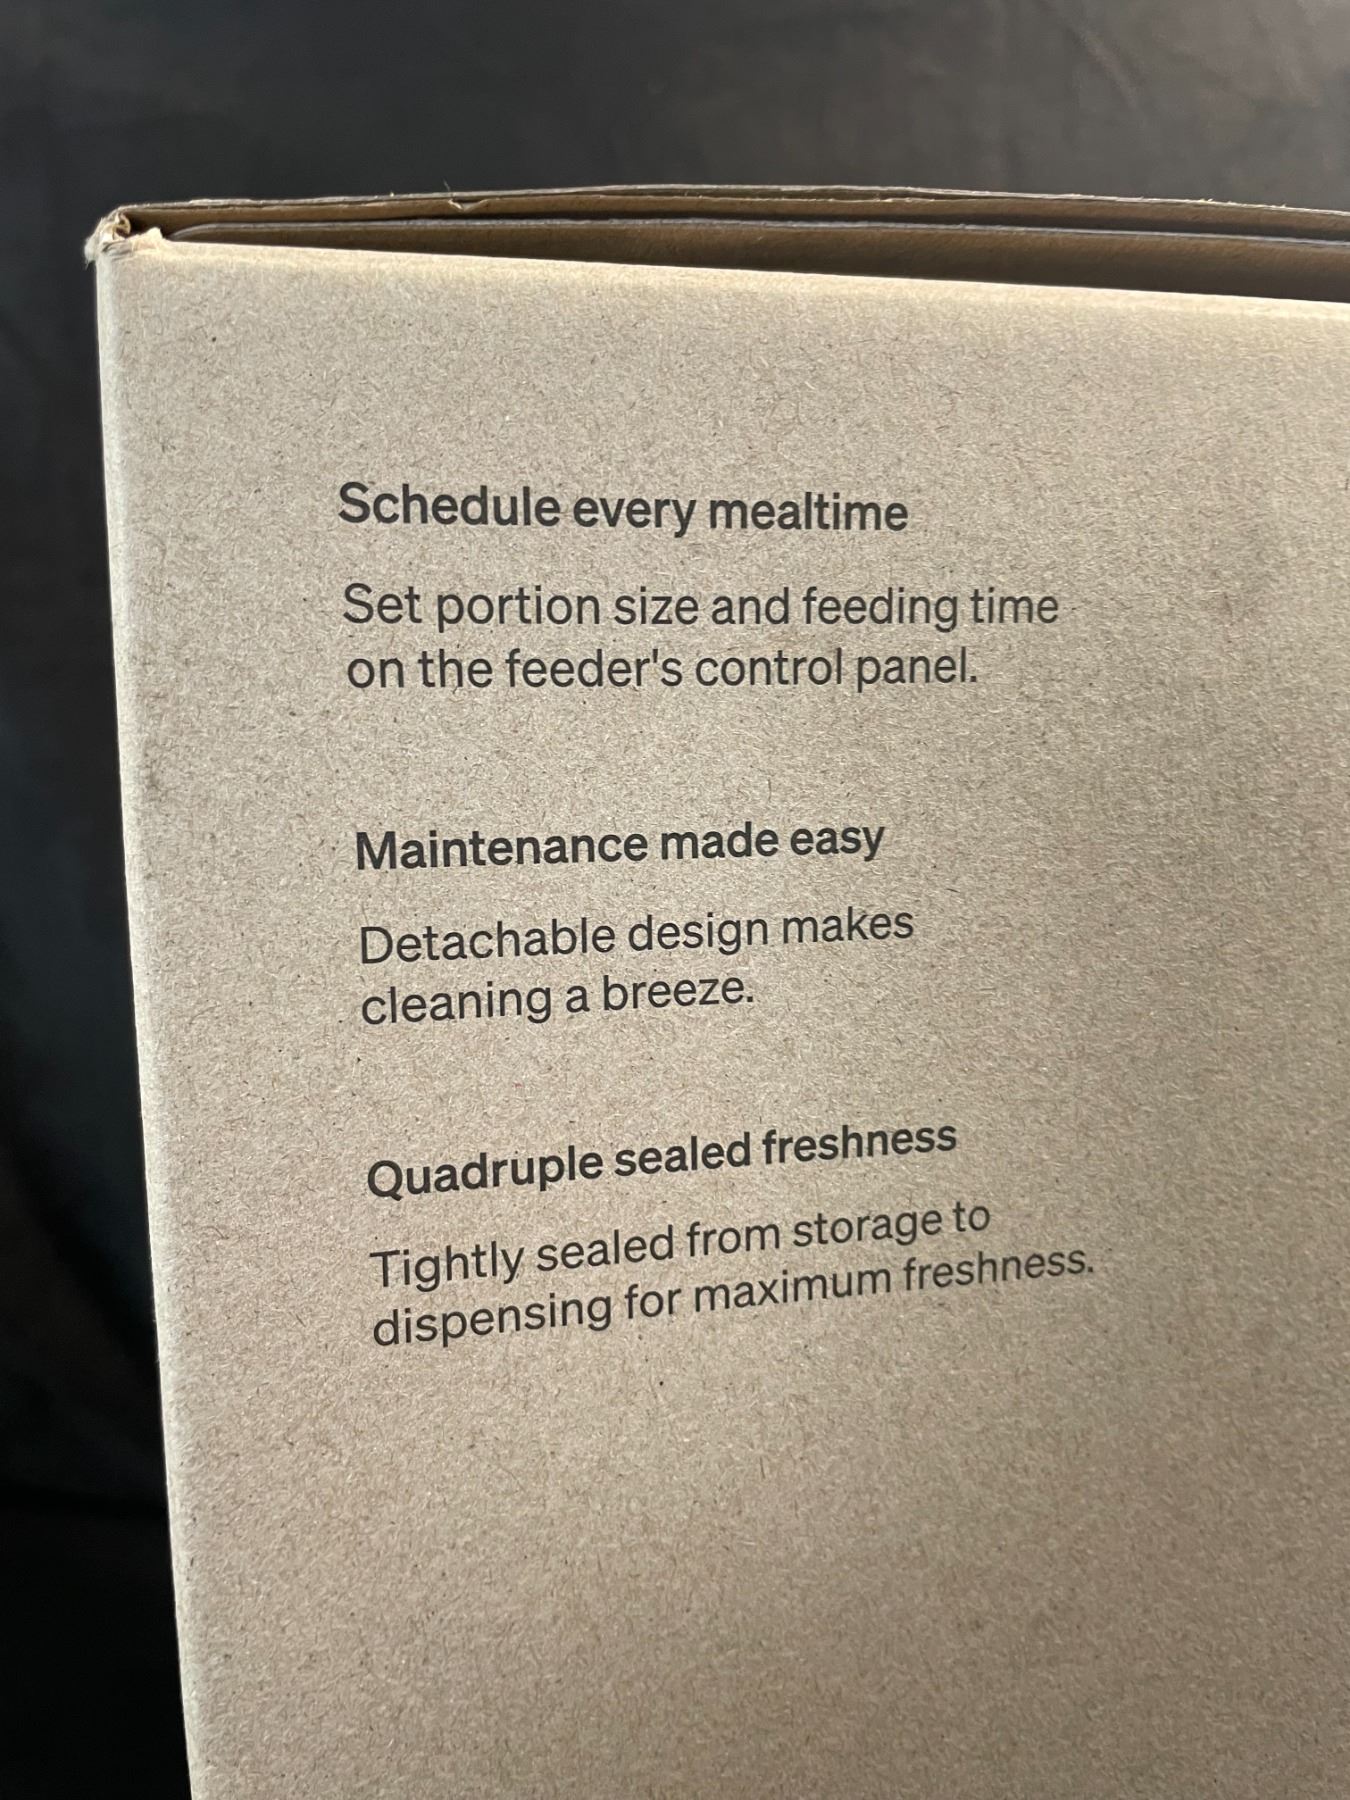 Schedule every mealtime
Set portion size and feeding time
on the feeder's control panel.
Maintenance made easy
Detachable design makes
cleaning a breeze.
Quadruple sealed freshness
Tightly sealed from storage to
dispensing for maximum freshness.